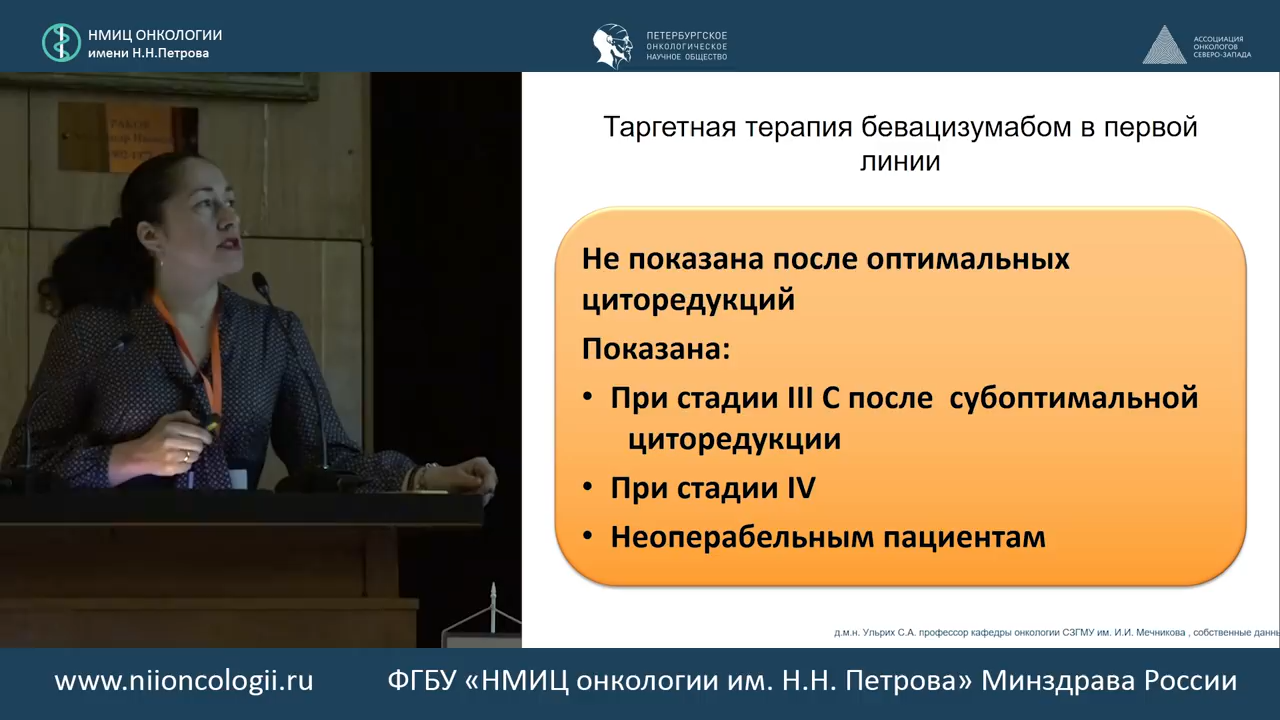 НМИЦ ОНКОЛОГИИ
имени Н.Н.Петрова
ПЕТЕРБУРГСКОЕ
ОНКОЛОГИЧЕСКОЕ
НАУЧНОЕ ОБЩЕСТВО
АССОЦИАЦИЯ
ОНКОЛОГОВ
СЕВЕРО-ЗАПАДА
Таргетная терапия бевацизумабом в первой
линии
Не показана после оптимальных
циторедукций
Показана:
• При стадии III C после субоптимальной
циторедукции
• При стадии IV
• Неоперабельным пациентам
д.м.н. Ульрих С.А. профессор кафедры онкологии СЗГМУ им. И.И. Мечникова , собственные данны
www.niioncologii.ru
ФГБУ «НМИЦ онкологии им. Н.Н. Петрова» Минздрава России